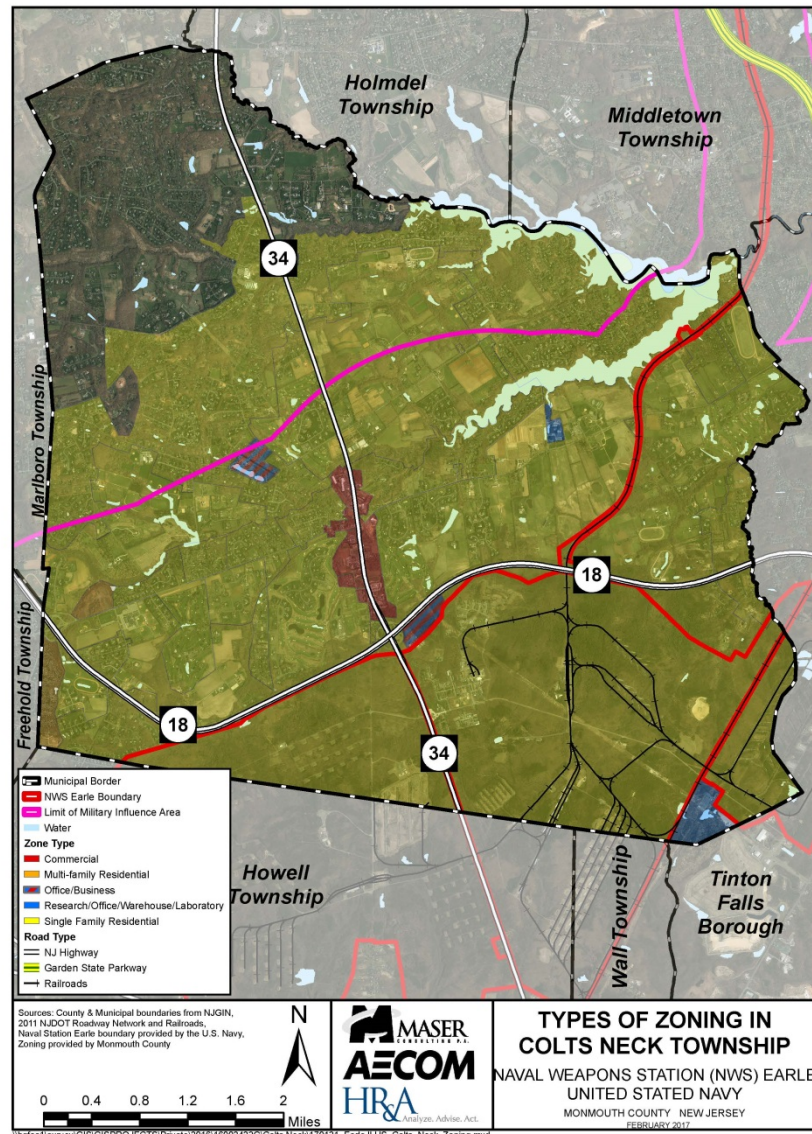 Holmdel
Township
Middletown
Township
34
Marlboro Township
18
Freehold Township
18
34
Howell
Township
Wall Township
Tinton
Falls
Borough
Municipal Border
NWS Earle Boundary
Limit of Military Influence Area
Water
Zone Type
Commercial
Multi-family Residential
Office/Business
Research/Office/Warehouse/Laboratory
Single Family Residential
Road Type
NJ Highway
Garden State Parkway
Railroads
Sources: County & Municipal boundaries from NJGIN,
2011 NJDOT Roadway Network and Railroads,
Naval Station Earle boundary provided by the U.S. Navy,
Zoning provided by Monmouth County
N
0 0.4 0.8 1.2 1.6 2
Miles
MASER
CONSULTING P.A.
AECOM
HR&A
Analyze. Advise. Act.
TYPES OF ZONING IN
COLTS NECK TOWNSHIP
NAVAL WEAPONS STATION (NWS) EARLE
UNITED STATED NAVY
MONMOUTH COUNTY NEW JERSEY
FEBRUARY 2017